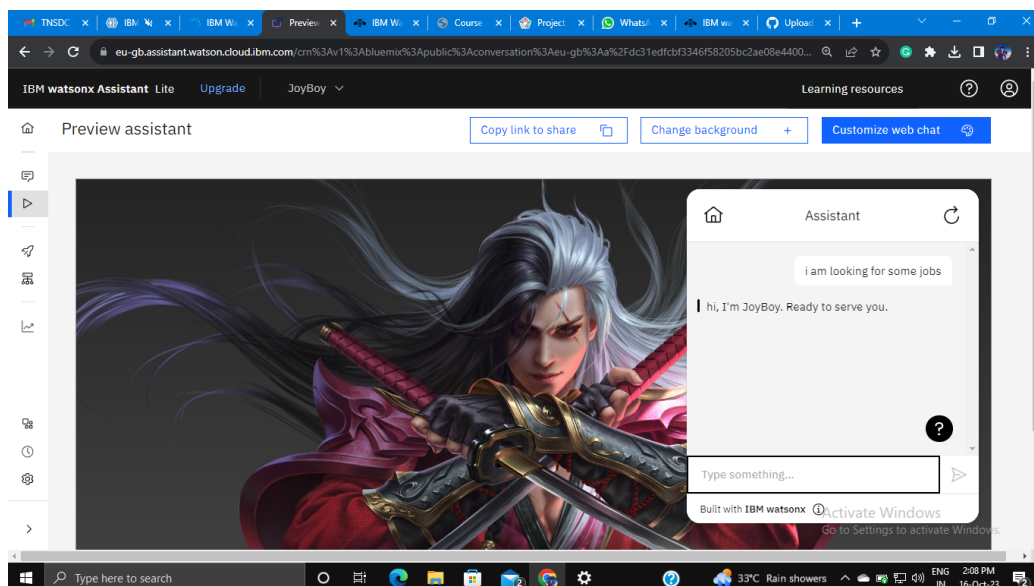 TNSDC
IBM W
IBM Wa
Preview
IBM Wa
Course
Project
WhatsA
IBM wa
Upload
eu-gb.assistant.watson.cloud.ibm.com/crn%3Av1%3Abluemix%3Apublic%3Aconversation%3Aeu-gb%3Aa%2Fdc31edfcbf3346f58205bc2ae08e4400...
IBM watsonx Assistant Lite Upgrade JoyBoy Learning resources
Preview assistant
Copy link to share
Change background +
Customize web chat
Assistant
i am looking for some jobs
hi, I'm JoyBoy. Ready to serve you.
?
Type something...
Built with IBM watsonx
Activate Windows
Go to Settings to activate Windows.
Type here to search
33°C Rain showers
ENG
IN
2:08 PM
16-Oct-23